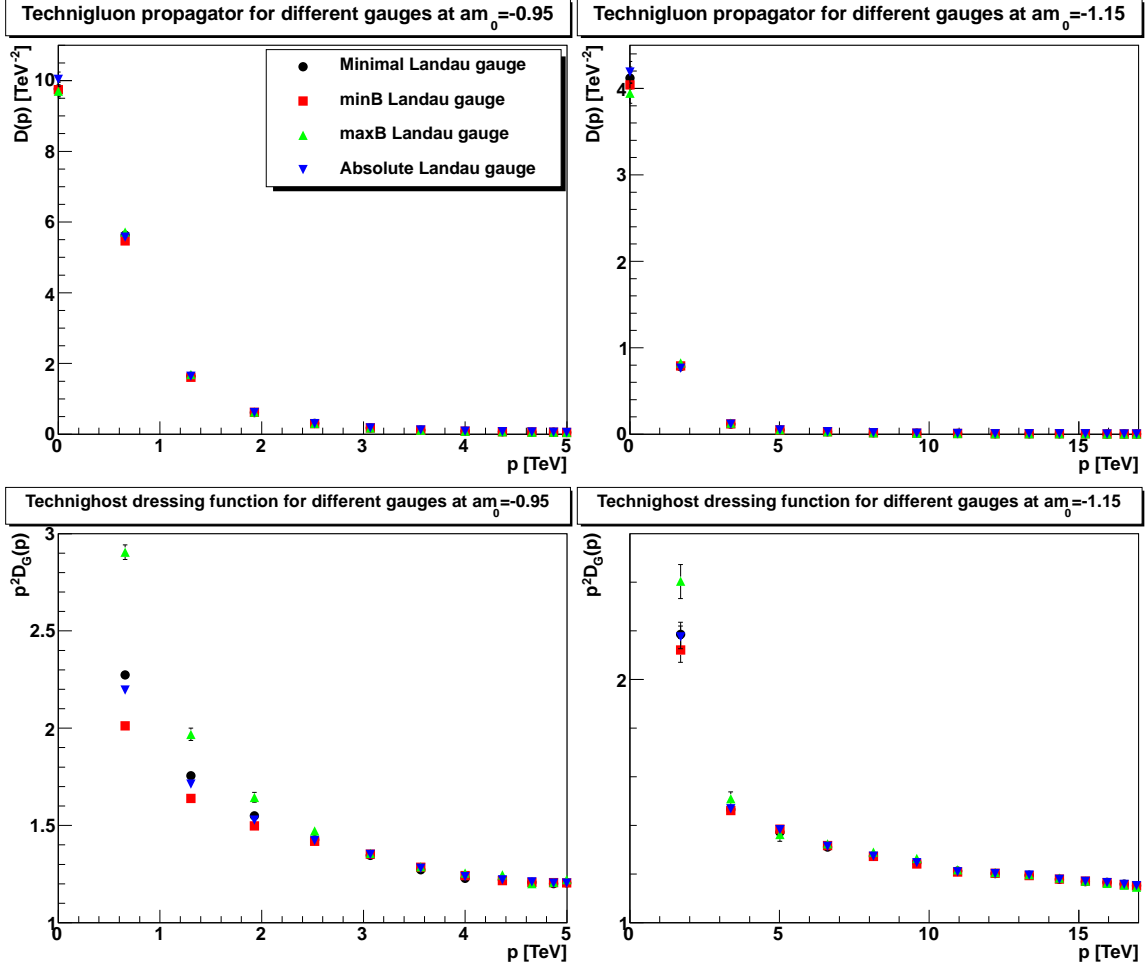 Technigluon propagator for different gauges at am₀=-0.95
D(p) [TeV⁻²]
10
8
6
4
2
0
0 1 2 3 4 5
p [TeV]
Minimal Landau gauge
minB Landau gauge
maxB Landau gauge
Absolute Landau gauge
Technigluon propagator for different gauges at am₀=-1.15
D(p) [TeV⁻²]
4
3
2
1
0
0 5 10 15
p [TeV]
Technighost dressing function for different gauges at am₀=-0.95
p²D_G(p)
3
2.5
2
1.5
1
0 1 2 3 4 5
p [TeV]
Technighost dressing function for different gauges at am₀=-1.15
p²D_G(p)
2
1
0 5 10 15
p [TeV]